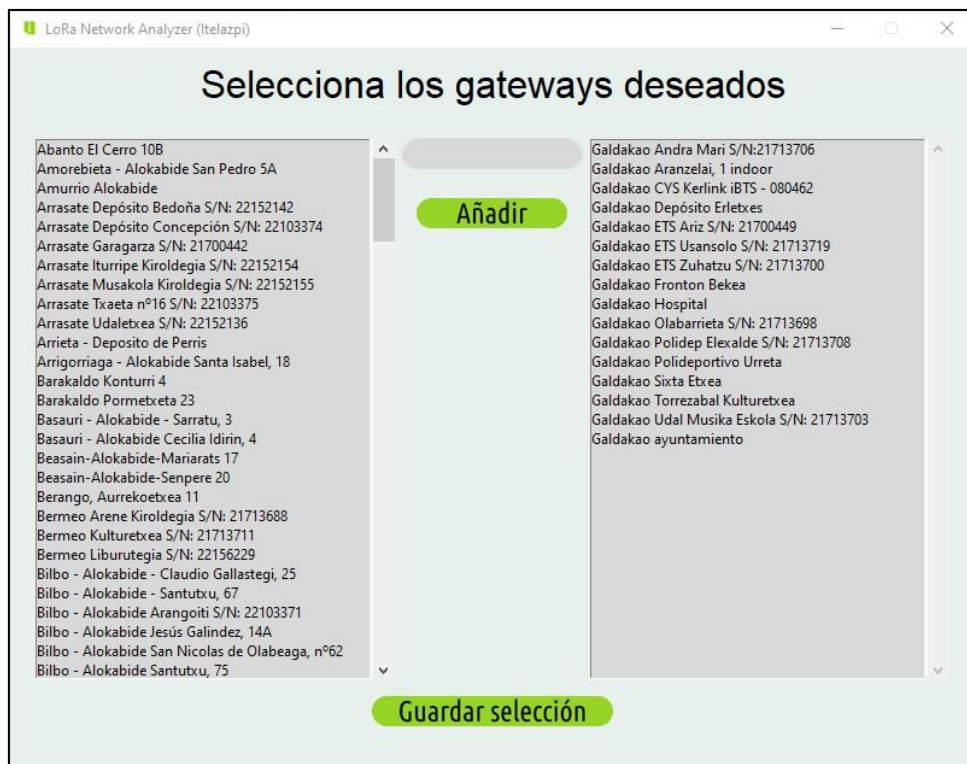 LoRa Network Analyzer (Itelazpi)
Selecciona los gateways deseados
Abanto El Cerro 10B
Amorebieta - Alokabide San Pedro 5A
Amurrio Alokabide
Arrasate Depósito Bedoña S/N: 22152142
Arrasate Depósito Concepción S/N: 22103374
Arrasate Garagarza S/N: 21700442
Arrasate Iturripe Kiroldegia S/N: 22152154
Arrasate Musakola Kiroldegia S/N: 22152155
Arrasate Txaeta nº16 S/N: 22103375
Arrasate Udaletxea S/N: 22152136
Arrieta - Deposito de Perris
Arrigorriaga - Alokabide Santa Isabel, 18
Barakaldo Konturri 4
Barakaldo Pormetxeta 23
Basauri - Alokabide - Sarratu, 3
Basauri - Alokabide Cecilia Idirin, 4
Beasain-Alokabide-Mariarats 17
Beasain-Alokabide-Senpere 20
Berango, Aurrekoetxea 11
Bermeo Arene Kiroldegia S/N: 21713688
Bermeo Kulturetxea S/N: 21713711
Bermeo Liburutegia S/N: 22156229
Bilbo - Alokabide - Claudio Gallastegi, 25
Bilbo - Alokabide - Santutxu, 67
Bilbo - Alokabide Arangoiti S/N: 22103371
Bilbo - Alokabide Jesús Galindez, 14A
Bilbo - Alokabide San Nicolas de Olabeaga, nº62
Bilbo - Alokabide Santutxu, 75
Añadir
Galdakao Andra Mari S/N:21713706
Galdakao Aranzelai, 1 indoor
Galdakao CYS Kerlink iBTS - 080462
Galdakao Depósito Erletxes
Galdakao ETS Ariz S/N: 21700449
Galdakao ETS Usansolo S/N: 21713719
Galdakao ETS Zuhatzu S/N: 21713700
Galdakao Fronton Bekea
Galdakao Hospital
Galdakao Olabarrieta S/N: 21713698
Galdakao Polidep Elexalde S/N: 21713708
Galdakao Polideportivo Urreta
Galdakao Sixta Etxea
Galdakao Torrezabal Kulturetxea
Galdakao Udal Musika Eskola S/N: 21713703
Galdakao ayuntamiento
Guardar selección